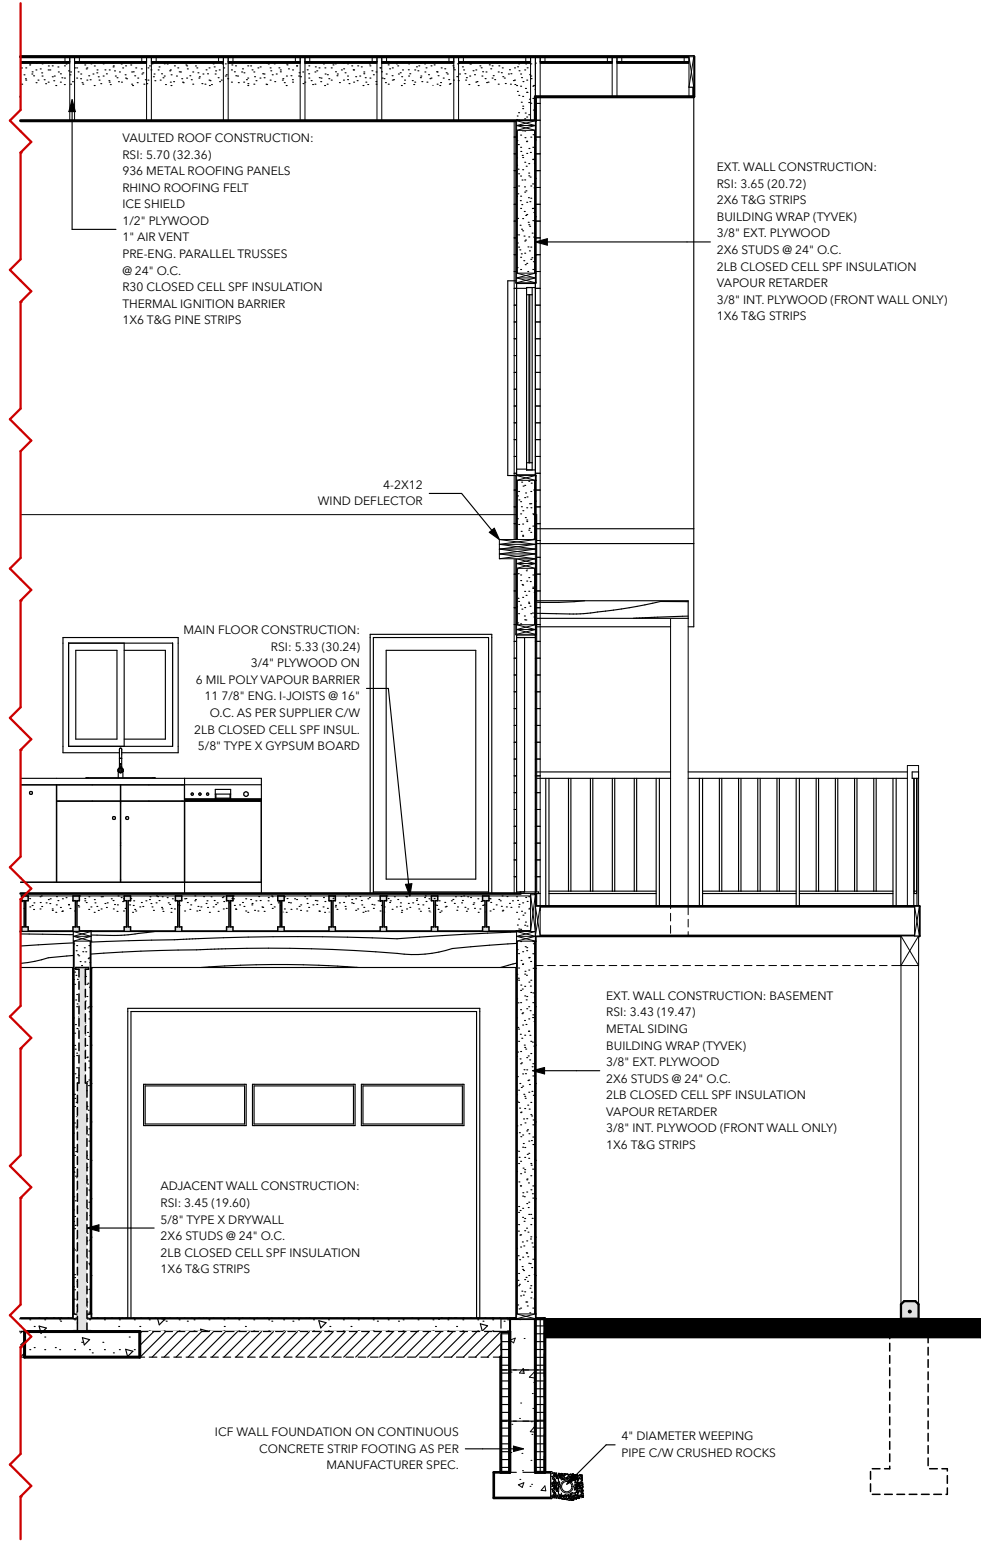 VAULTED ROOF CONSTRUCTION:
RSI: 5.70 (32.36)
936 METAL ROOFING PANELS
RHINO ROOFING FELT
ICE SHIELD
1/2" PLYWOOD
1" AIR VENT
PRE-ENG. PARALLEL TRUSSES
@ 24" O.C.
R30 CLOSED CELL SPF INSULATION
THERMAL IGNITION BARRIER
1X6 T&G PINE STRIPS
EXT. WALL CONSTRUCTION:
RSI: 3.65 (20.72)
2X6 T&G STRIPS
BUILDING WRAP (TYVEK)
3/8" EXT. PLYWOOD
2X6 STUDS @ 24" O.C.
2LB CLOSED CELL SPF INSULATION
VAPOUR RETARDER
3/8" INT. PLYWOOD (FRONT WALL ONLY)
1X6 T&G STRIPS
4-2X12
WIND DEFLECTOR
MAIN FLOOR CONSTRUCTION:
RSI: 5.33 (30.24)
3/4" PLYWOOD ON
6 MIL POLY VAPOUR BARRIER
11 7/8" ENG. I-JOISTS @ 16"
O.C. AS PER SUPPLIER C/W
2LB CLOSED CELL SPF INSUL.
5/8" TYPE X GYPSUM BOARD
EXT. WALL CONSTRUCTION: BASEMENT
RSI: 3.43 (19.47)
METAL SIDING
BUILDING WRAP (TYVEK)
3/8" EXT. PLYWOOD
2X6 STUDS @ 24" O.C.
2LB CLOSED CELL SPF INSULATION
VAPOUR RETARDER
3/8" INT. PLYWOOD (FRONT WALL ONLY)
1X6 T&G STRIPS
ADJACENT WALL CONSTRUCTION:
RSI: 3.45 (19.60)
5/8" TYPE X DRYWALL
2X6 STUDS @ 24" O.C.
2LB CLOSED CELL SPF INSULATION
1X6 T&G STRIPS
ICF WALL FOUNDATION ON CONTINUOUS
CONCRETE STRIP FOOTING AS PER
MANUFACTURER SPEC.
4" DIAMETER WEEPING
PIPE C/W CRUSHED ROCKS